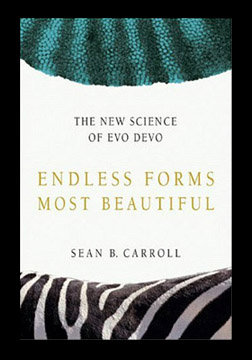 THE NEW SCIENCE
OF EVO DEVO
ENDLESS FORMS
MOST BEAUTIFUL
SEAN B. CARROLL